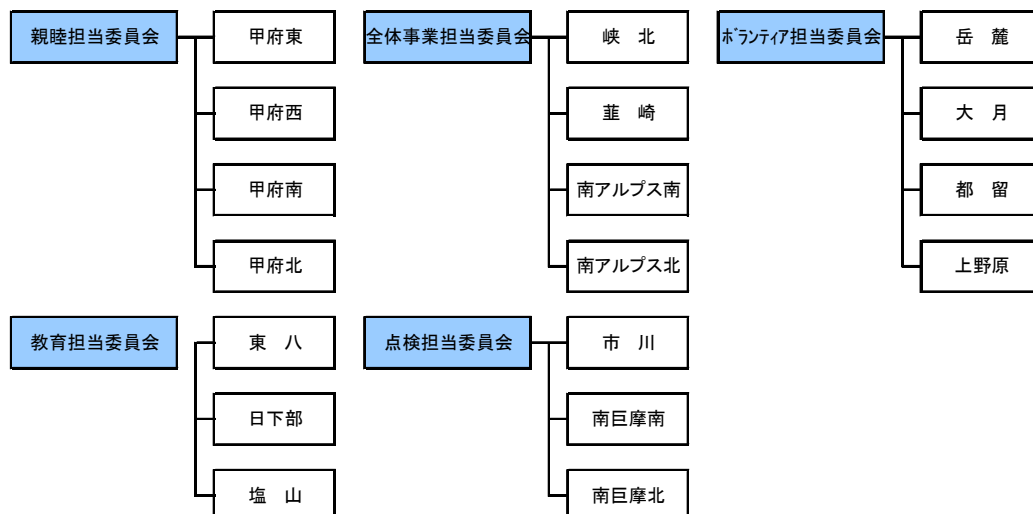 親睦担当委員会
甲府東
甲府西
甲府南
甲府北
全体事業担当委員会
峡　北
韮　崎
南アルプス南
南アルプス北
ﾎﾞﾗﾝﾃｨｱ担当委員会
岳　麓
大　月
都　留
上野原
教育担当委員会
東　八
日下部
塩　山
点検担当委員会
市　川
南巨摩南
南巨摩北